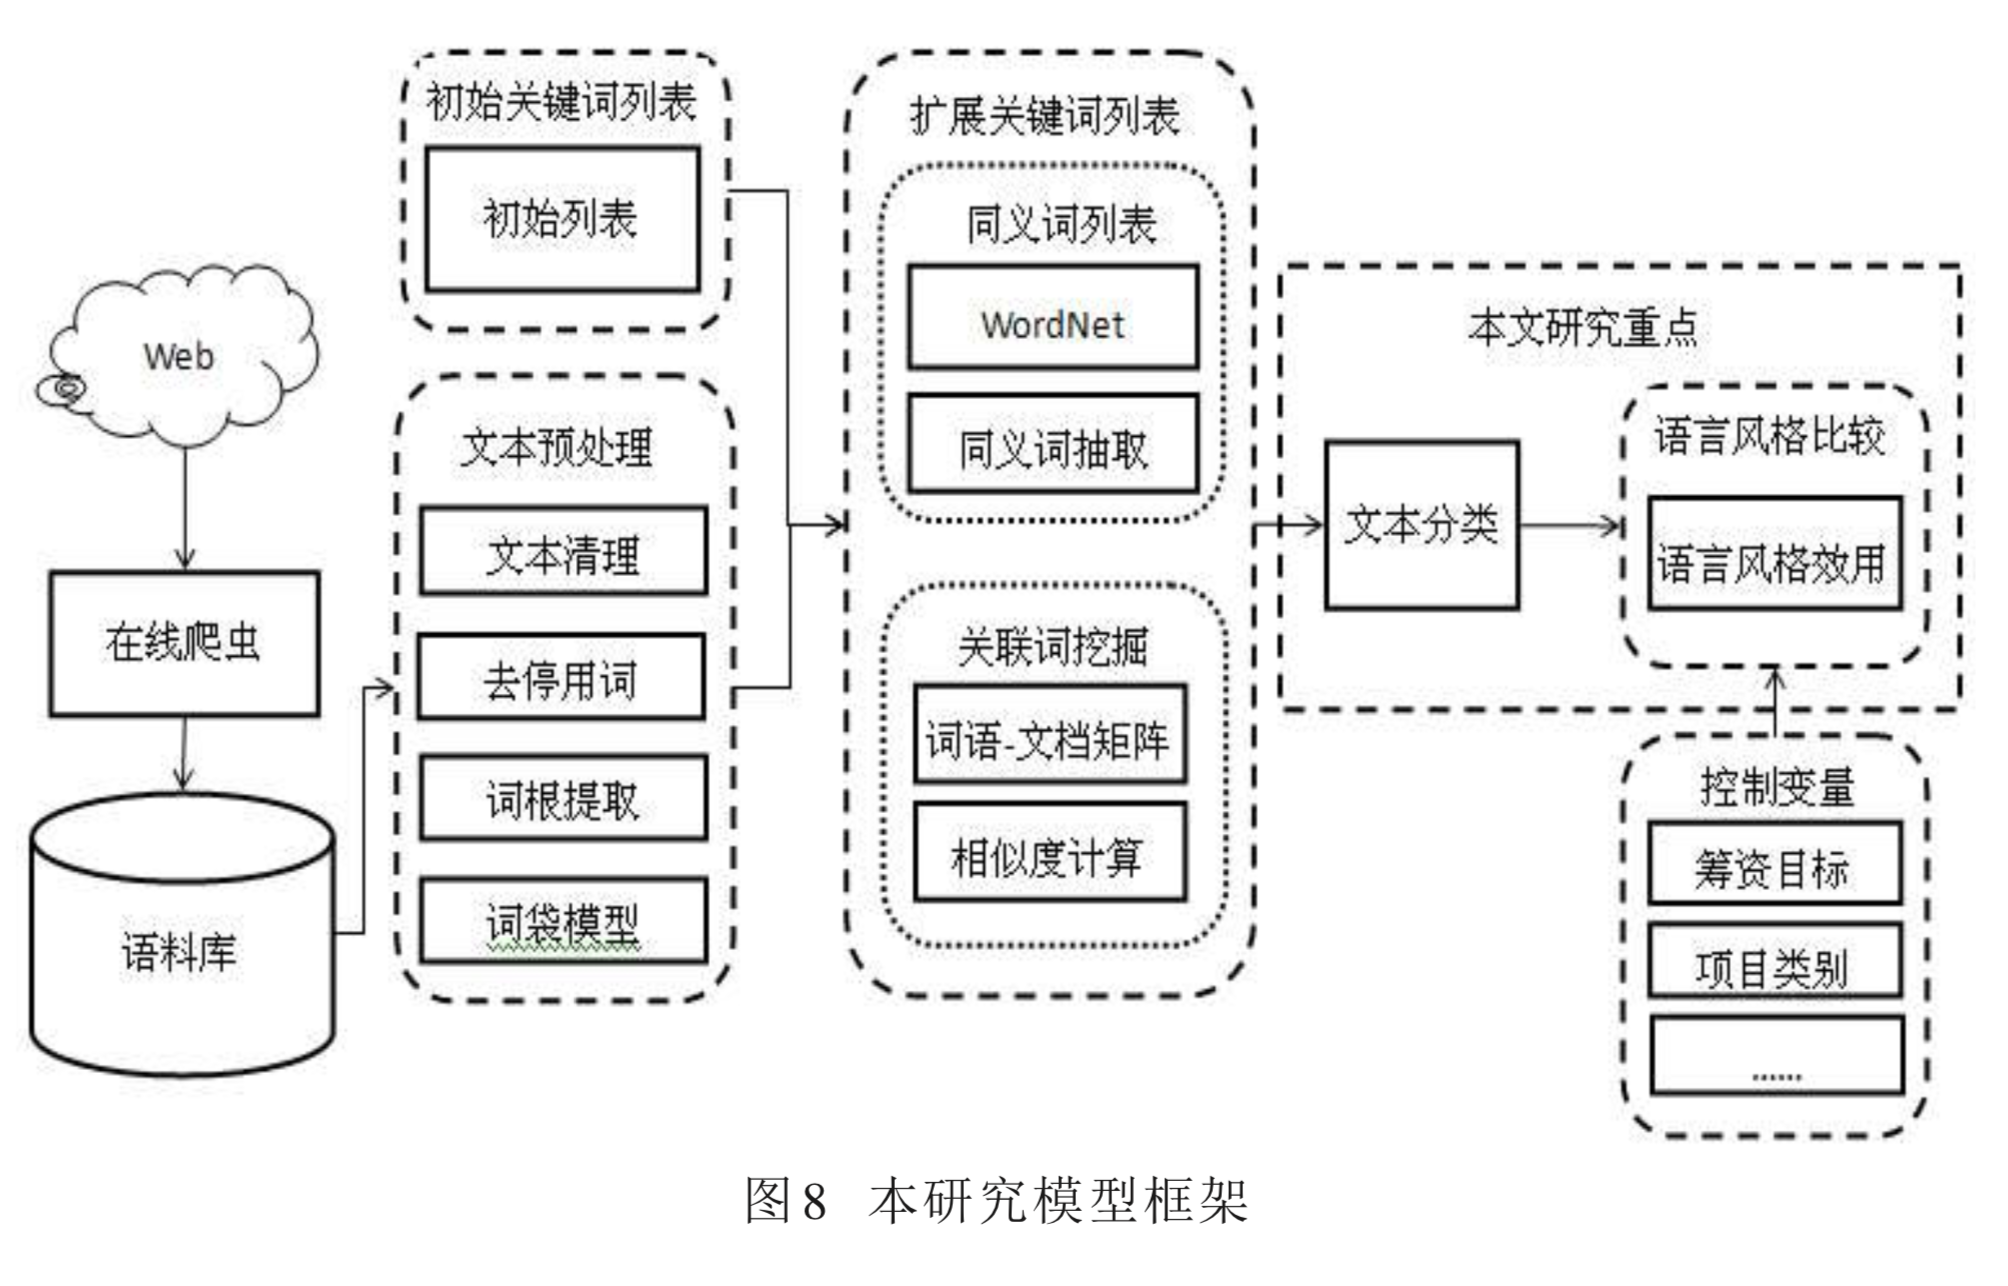 Web
在线爬虫
语料库
初始关键词列表
初始列表
文本预处理
文本清理
去停用词
词根提取
词袋模型
扩展关键词列表
同义词列表
WordNet
同义词抽取
关联词挖掘
词语-文档矩阵
相似度计算
本文研究重点
文本分类
语言风格比较
语言风格效用
控制变量
筹资目标
项目类别
......
图8 本研究模型框架